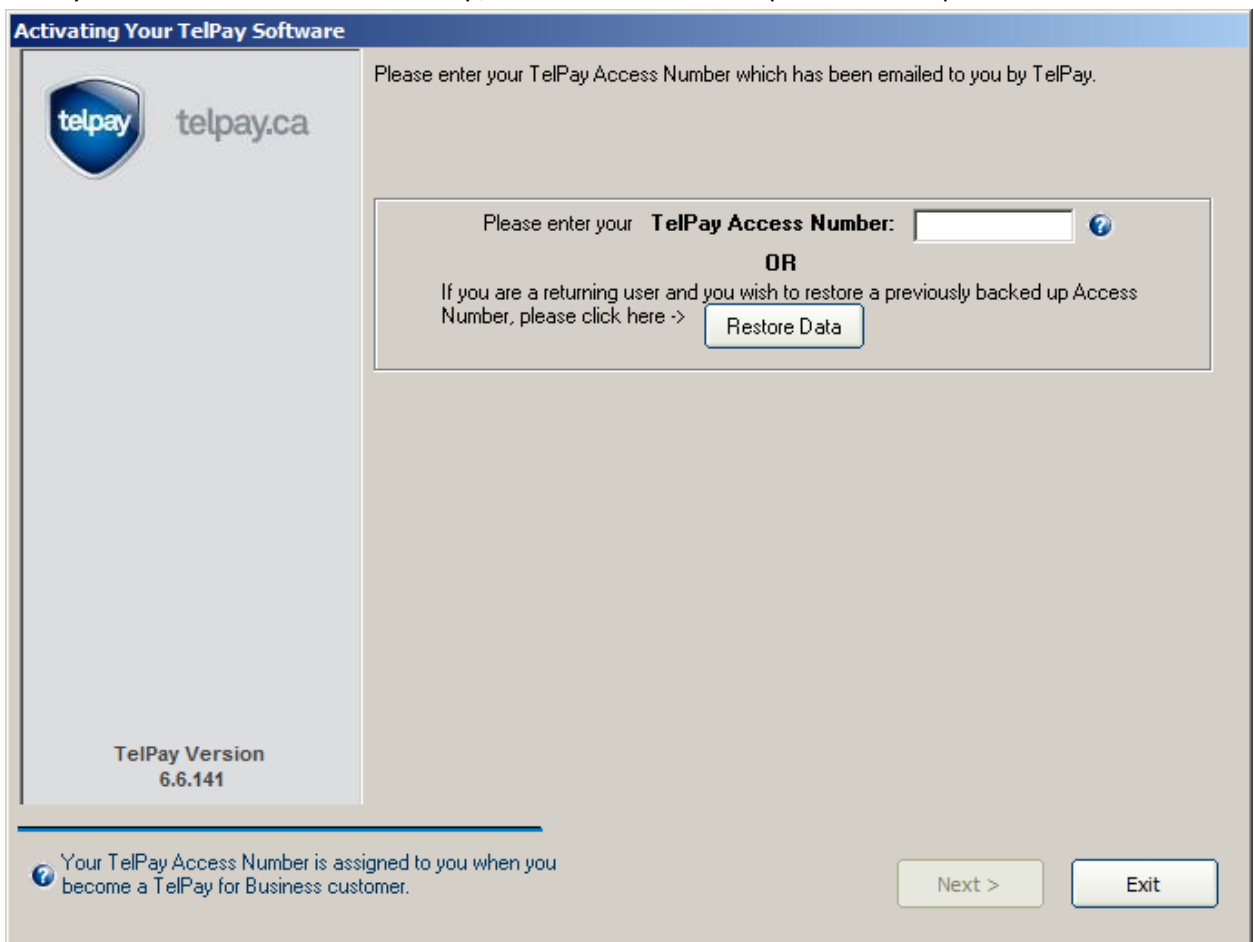 Activating Your TelPay Software
telpay telpay.ca
Please enter your TelPay Access Number which has been emailed to you by TelPay.
Please enter your TelPay Access Number:
OR
If you are a returning user and you wish to restore a previously backed up Access
Number, please click here -> Restore Data
TelPay Version
6.6.141
Your TelPay Access Number is assigned to you when you
become a TelPay for Business customer.
Next > Exit